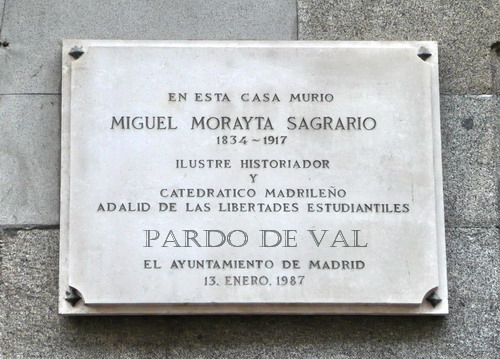 EN ESTA CASA MURIO
MIGUEL MORAYTA SAGRARIO
1834 ~ 1917
ILUSTRE HISTORIADOR
Y
CATEDRATICO MADRILEÑO
ADALID DE LAS LIBERTADES ESTUDIANTILES
PARDO DE VAL
EL AYUNTAMIENTO DE MADRID
13. ENERO. 1987